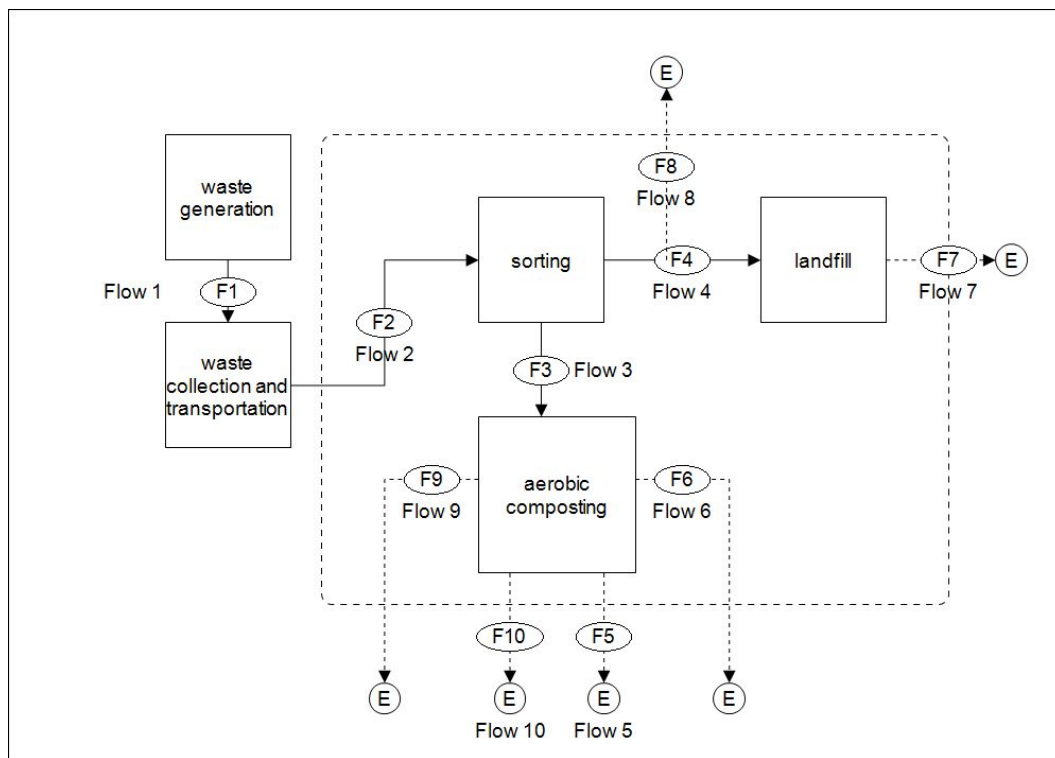 E
F8
Flow 8
waste
generation
sorting
F4
Flow 4
landfill
F7
E
Flow 7
Flow 1
F1
F2
Flow 2
waste
collection and
transportation
F3
Flow 3
F9
Flow 9
aerobic
composting
F6
Flow 6
F10
F5
E
E
E
E
Flow 10
Flow 5